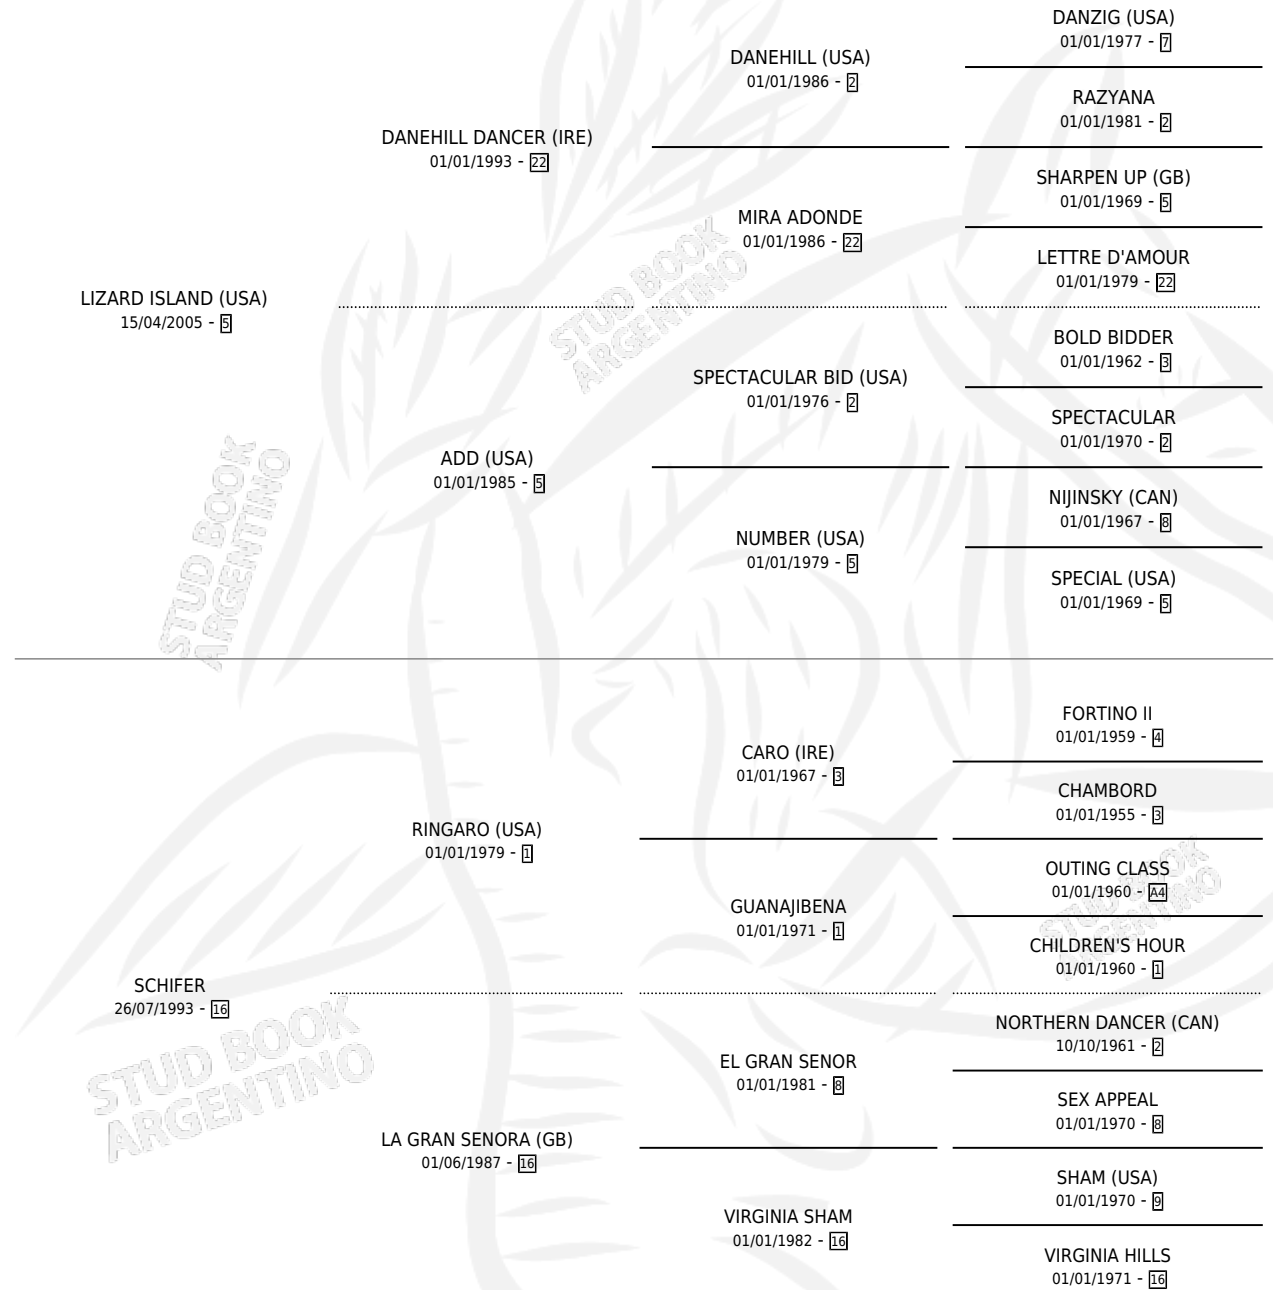 DANZIG (USA)
01/01/1977 - 7
DANEHILL (USA)
01/01/1986 - 2
RAZYANA
01/01/1981 - 2
DANEHILL DANCER (IRE)
01/01/1993 - 22
SHARPEN UP (GB)
01/01/1969 - 5
MIRA ADONDE
01/01/1986 - 22
LETTRE D'AMOUR
01/01/1979 - 22
LIZARD ISLAND (USA)
15/04/2005 - 5
STUD BOOK
ARGENTINO
BOLD BIDDER
01/01/1962 - 3
SPECTACULAR BID (USA)
01/01/1976 - 2
SPECTACULAR
01/01/1970 - 2
ADD (USA)
01/01/1985 - 5
NIJINSKY (CAN)
01/01/1967 - 8
NUMBER (USA)
01/01/1979 - 5
SPECIAL (USA)
01/01/1969 - 5
STUD BOOK
ARGENTINO
FORTINO II
01/01/1959 - 4
CARO (IRE)
01/01/1967 - 3
CHAMBORD
01/01/1955 - 3
RINGARO (USA)
01/01/1979 - 1
OUTING CLASS
01/01/1960 - A4
GUANAJIBENA
01/01/1971 - 1
STUD BOOK
ARGENTINO
CHILDREN'S HOUR
01/01/1960 - 1
SCHIFER
26/07/1993 - 16
NORTHERN DANCER (CAN)
10/10/1961 - 2
EL GRAN SENOR
01/01/1981 - 8
SEX APPEAL
01/01/1970 - 8
STUD BOOK
ARGENTINO
LA GRAN SENORA (GB)
01/06/1987 - 16
SHAM (USA)
01/01/1970 - 9
VIRGINIA SHAM
01/01/1982 - 16
VIRGINIA HILLS
01/01/1971 - 16